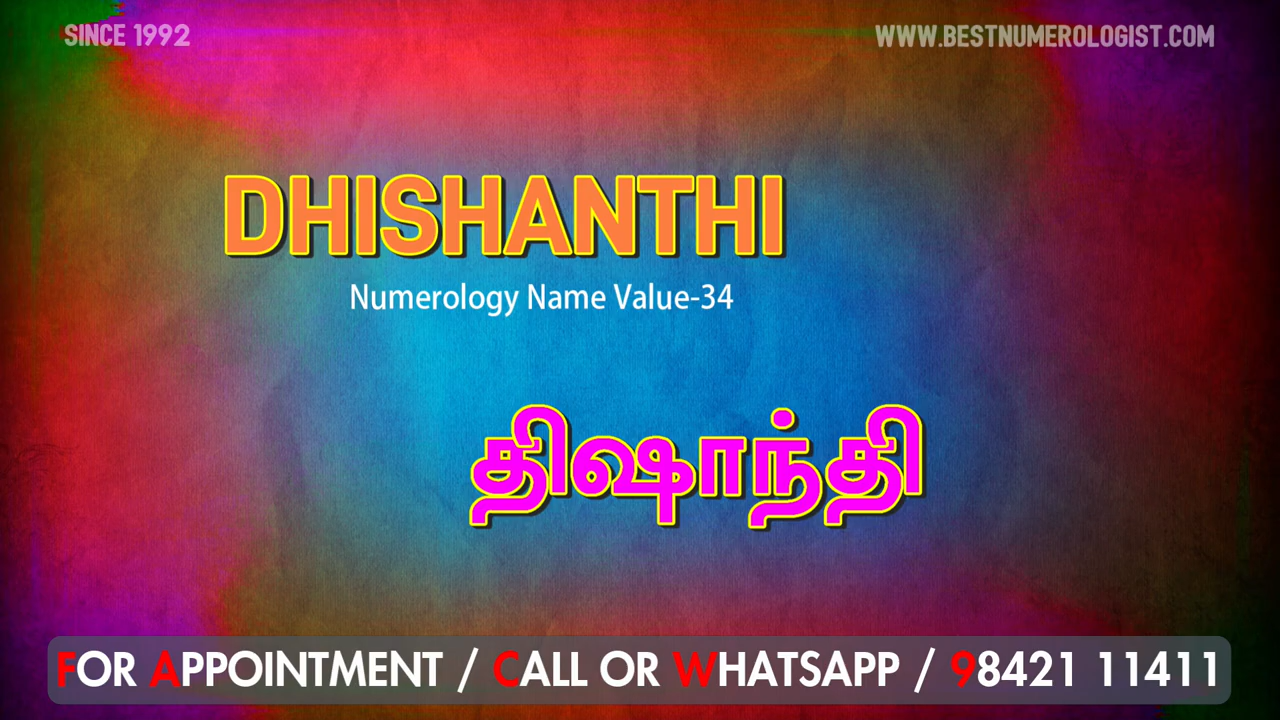 SINCE 1992
WWW.BESTNUMEROLOGIST.COM
DHISHANTHI
Numerology Name Value-34
திஷாந்தி
FOR APPOINTMENT / CALL OR WHATSAPP / 98421 11411